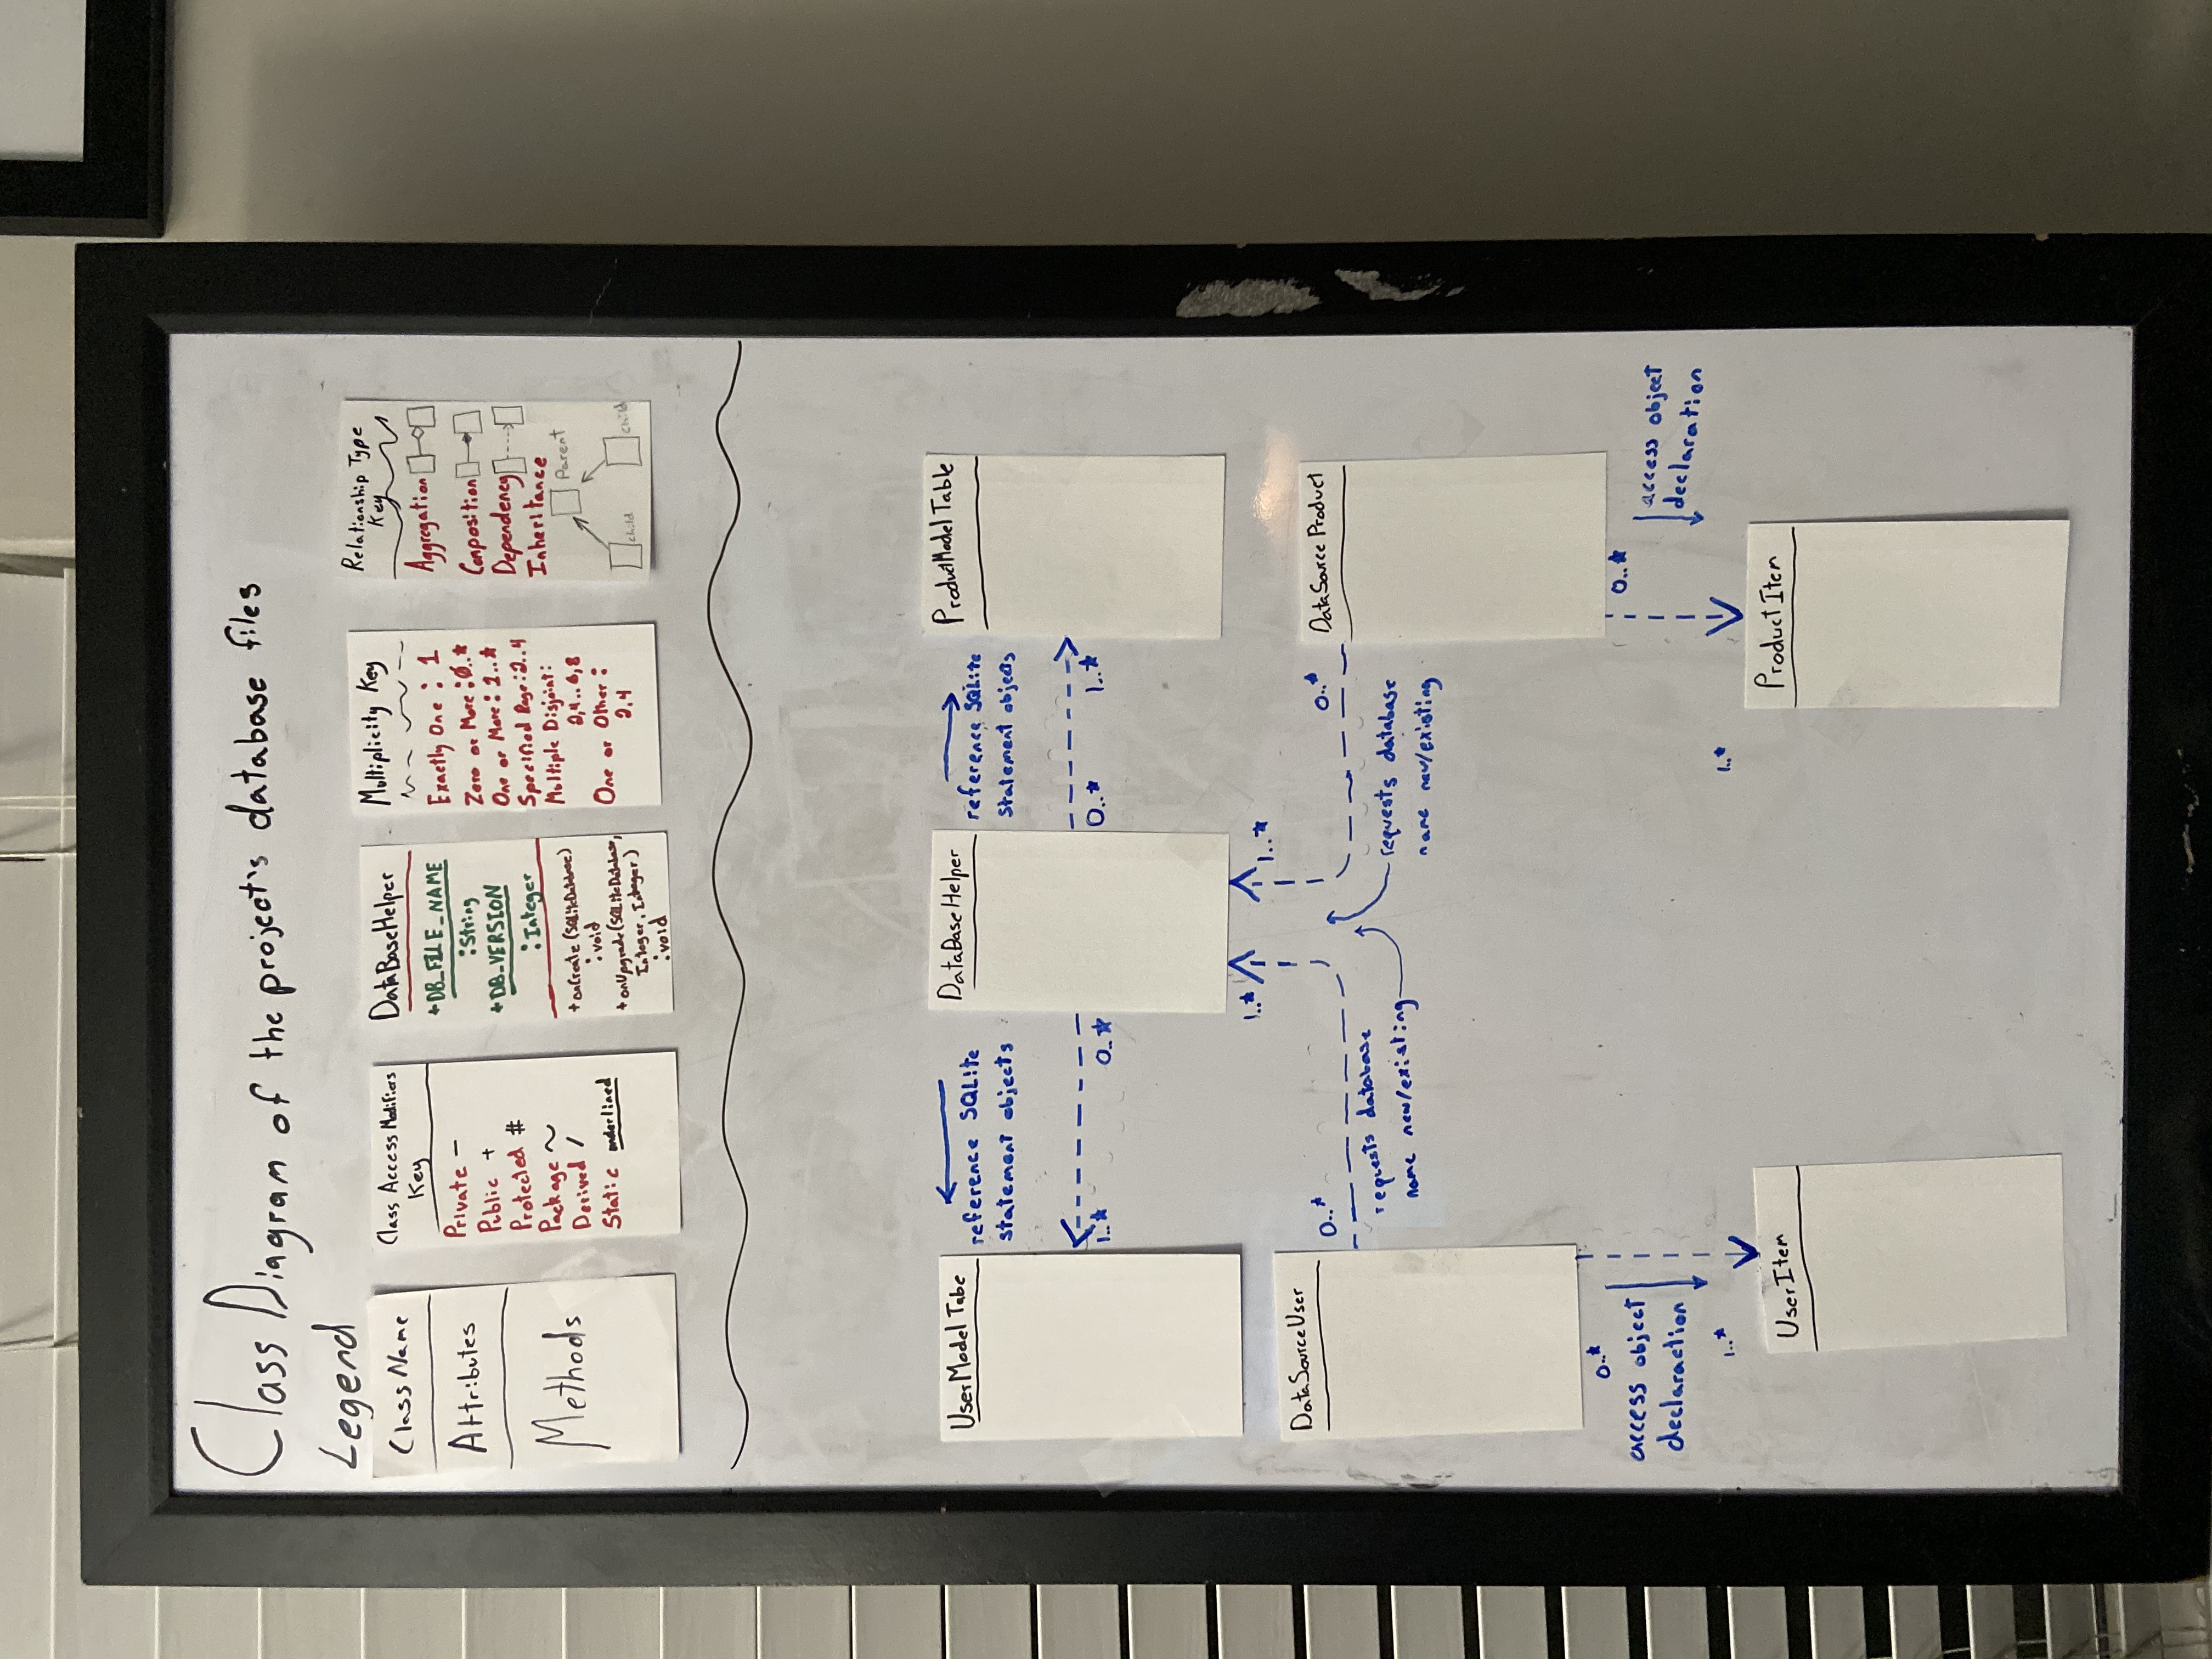 Class Diagram of the project's database files
Legend
Class Name
Attributes
Methods
Class Access Modifiers
Key
Private -
Public +
Protected #
Package ~
Derived /
Static underlined
DataBaseHelper
+DB_FILE_NAME
:String
+DB_VERSION
:Integer
+onCreate(SQLiteDatabase)
:void
+onUpgrade(SQLiteDatabase,
Integer, Integer)
:void
Multiplicity Key
Exactly One : 1
Zero or More : 0..*
One or More : 1..*
Specified Rage: 2..4
Multiple Disjoint:
2,4..6,8
One or Other :
2,4
Relationship Type
Key
Aggregation
Composition
Dependency
Inheritance
Parent
child
child
UserModel Tabe
reference SQLite
statement objects
1..*
0..*
DataBaseHelper
reference SQLite
statement objects
0..*
1..*
ProductModel Table
1..*
1..*
DataSourceUser
0..*
requests database
name new/existing
0..*
requests database
name new/existing
DataSource Product
0..*
access object
declaraction
1..*
0..*
access object
declaration
1..*
UserItem
Product Item